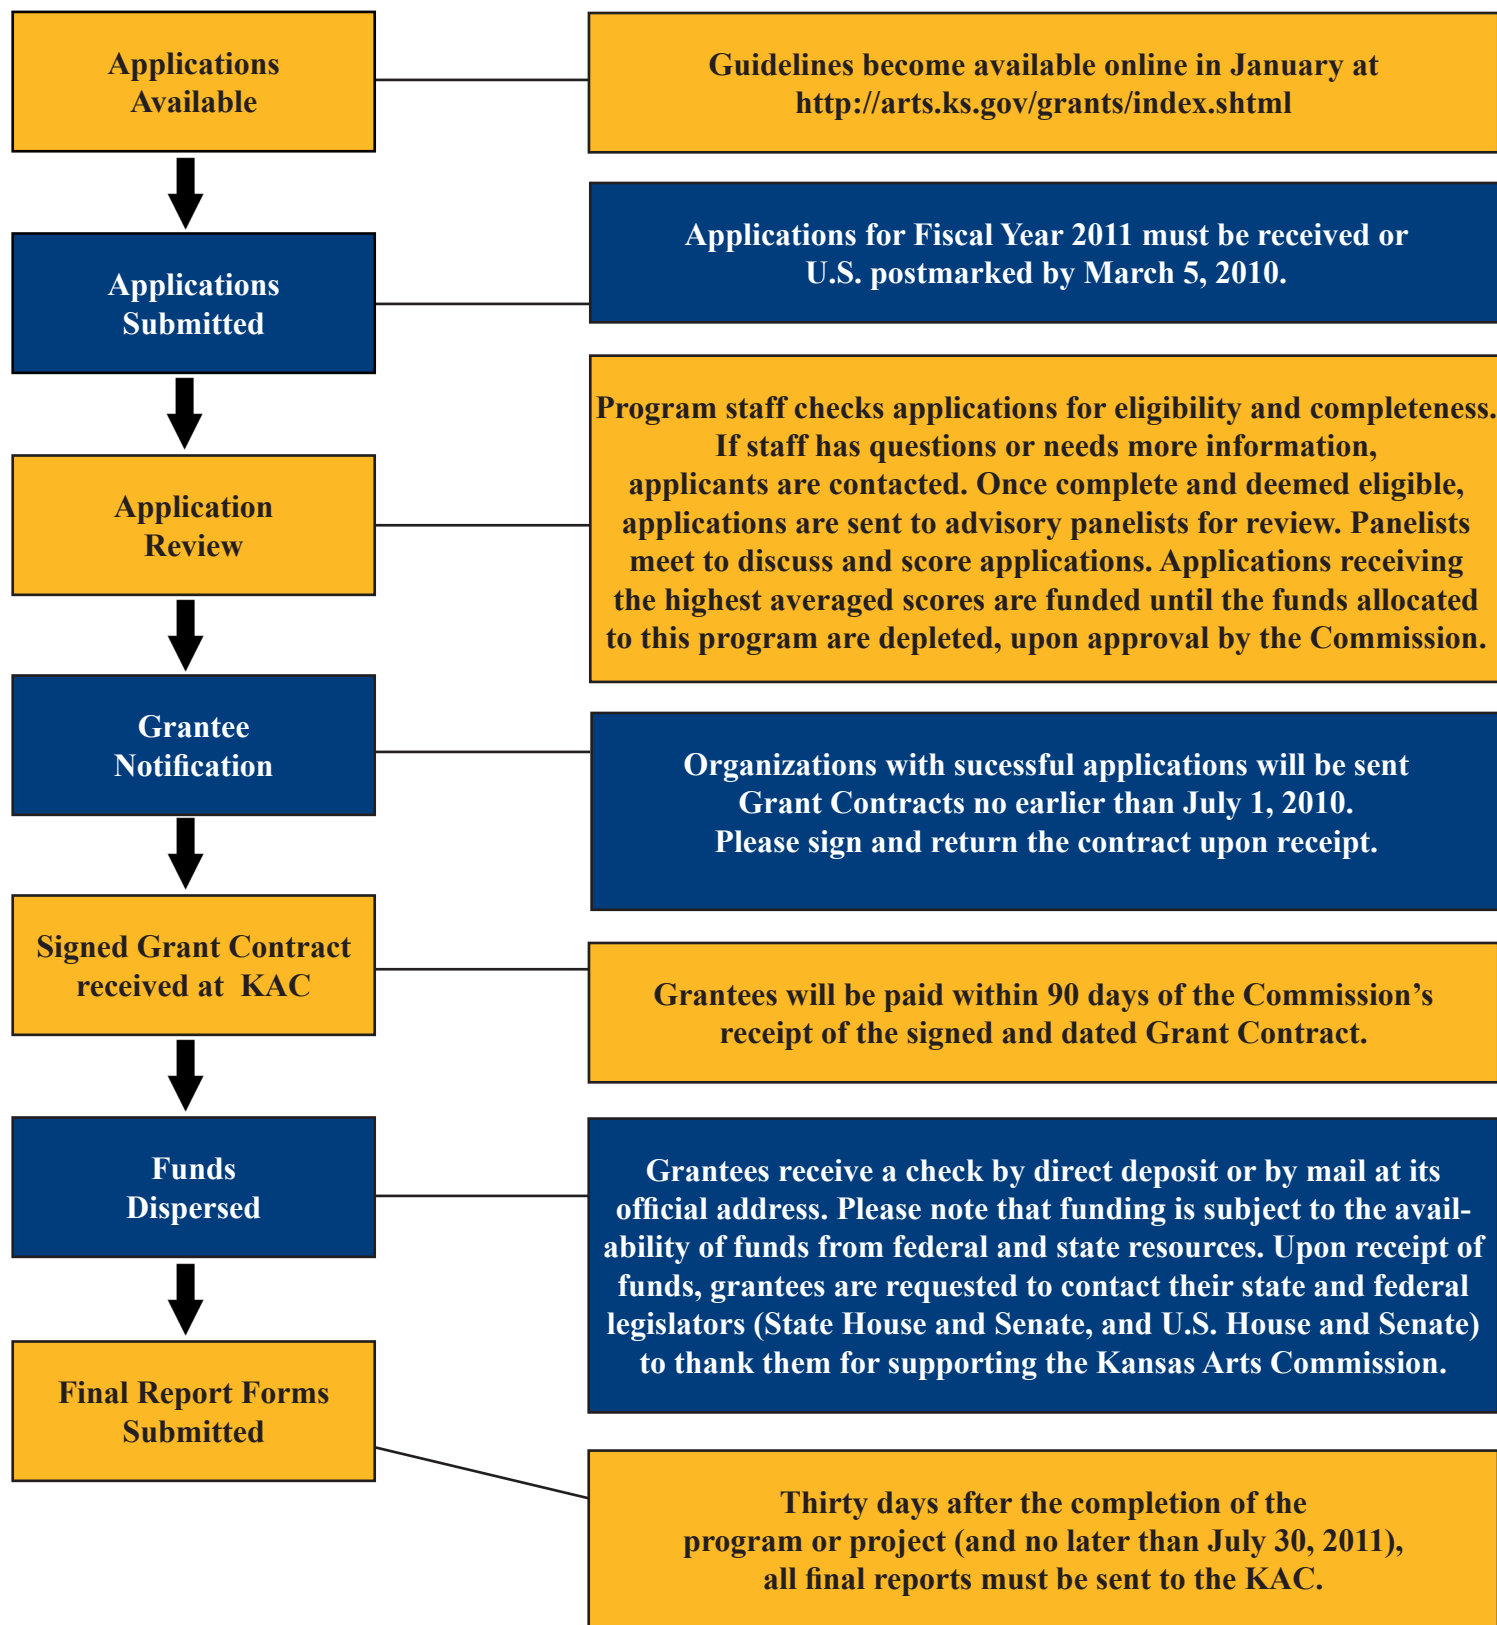 Applications
Available
Guidelines become available online in January at
http://arts.ks.gov/grants/index.shtml
Applications
Submitted
Applications for Fiscal Year 2011 must be received or
U.S. postmarked by March 5, 2010.
Application
Review
Program staff checks applications for eligibility and completeness.
If staff has questions or needs more information,
applicants are contacted. Once complete and deemed eligible,
applications are sent to advisory panelists for review. Panelists
meet to discuss and score applications. Applications receiving
the highest averaged scores are funded until the funds allocated
to this program are depleted, upon approval by the Commission.
Grantee
Notification
Organizations with sucessful applications will be sent
Grant Contracts no earlier than July 1, 2010.
Please sign and return the contract upon receipt.
Signed Grant Contract
received at  KAC
Grantees will be paid within 90 days of the Commission’s
receipt of the signed and dated Grant Contract.
Funds
Dispersed
Grantees receive a check by direct deposit or by mail at its
official address. Please note that funding is subject to the avail-
ability of funds from federal and state resources. Upon receipt of
funds, grantees are requested to contact their state and federal
legislators (State House and Senate, and U.S. House and Senate)
to thank them for supporting the Kansas Arts Commission.
Final Report Forms
Submitted
Thirty days after the completion of the
program or project (and no later than July 30, 2011),
all final reports must be sent to the KAC.